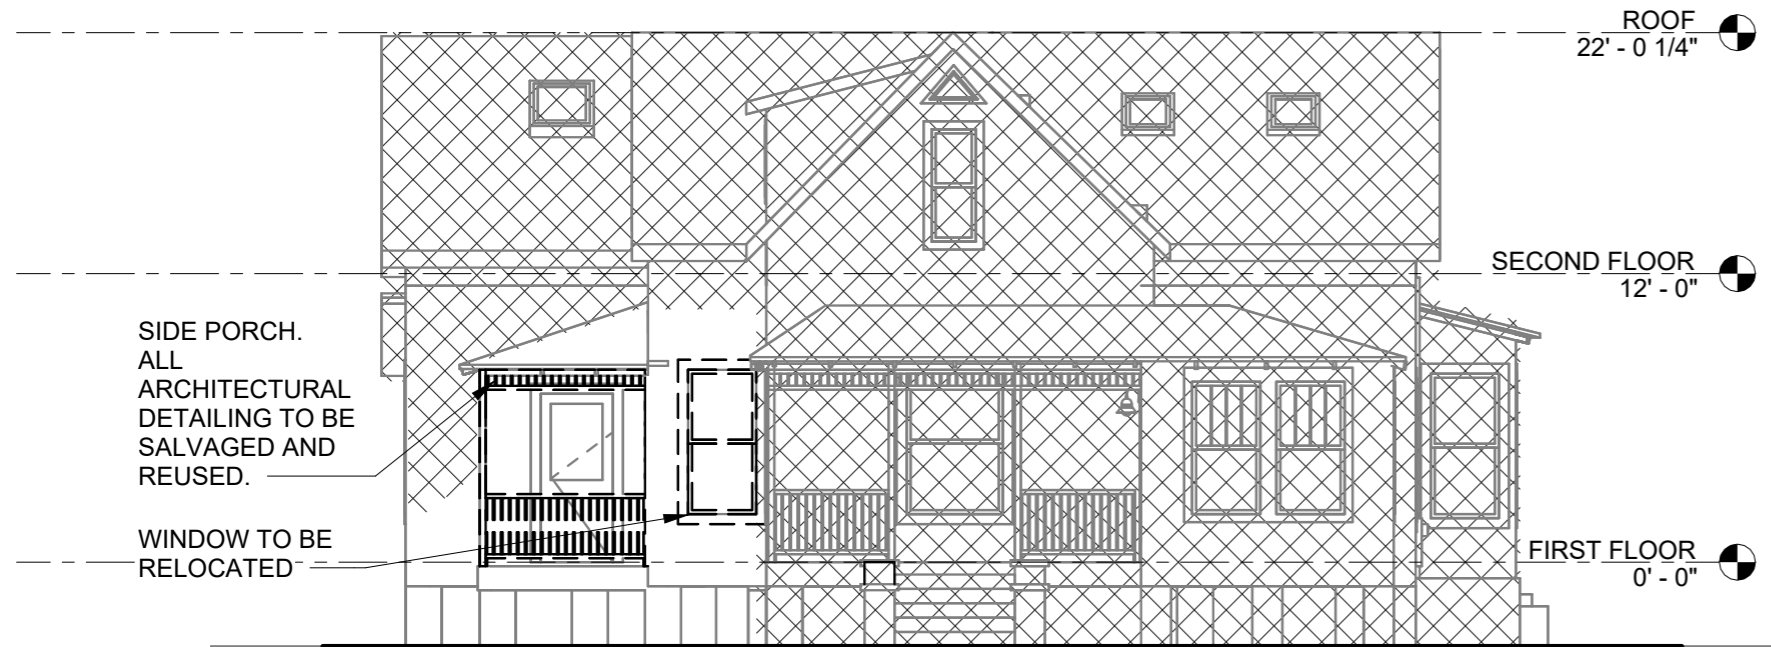 ROOF
22' - 0 1/4"
SECOND FLOOR
12' - 0"
SIDE PORCH.
ALL
ARCHITECTURAL
DETAILING TO BE
SALVAGED AND
REUSED.
WINDOW TO BE
RELOCATED
FIRST FLOOR
0' - 0"